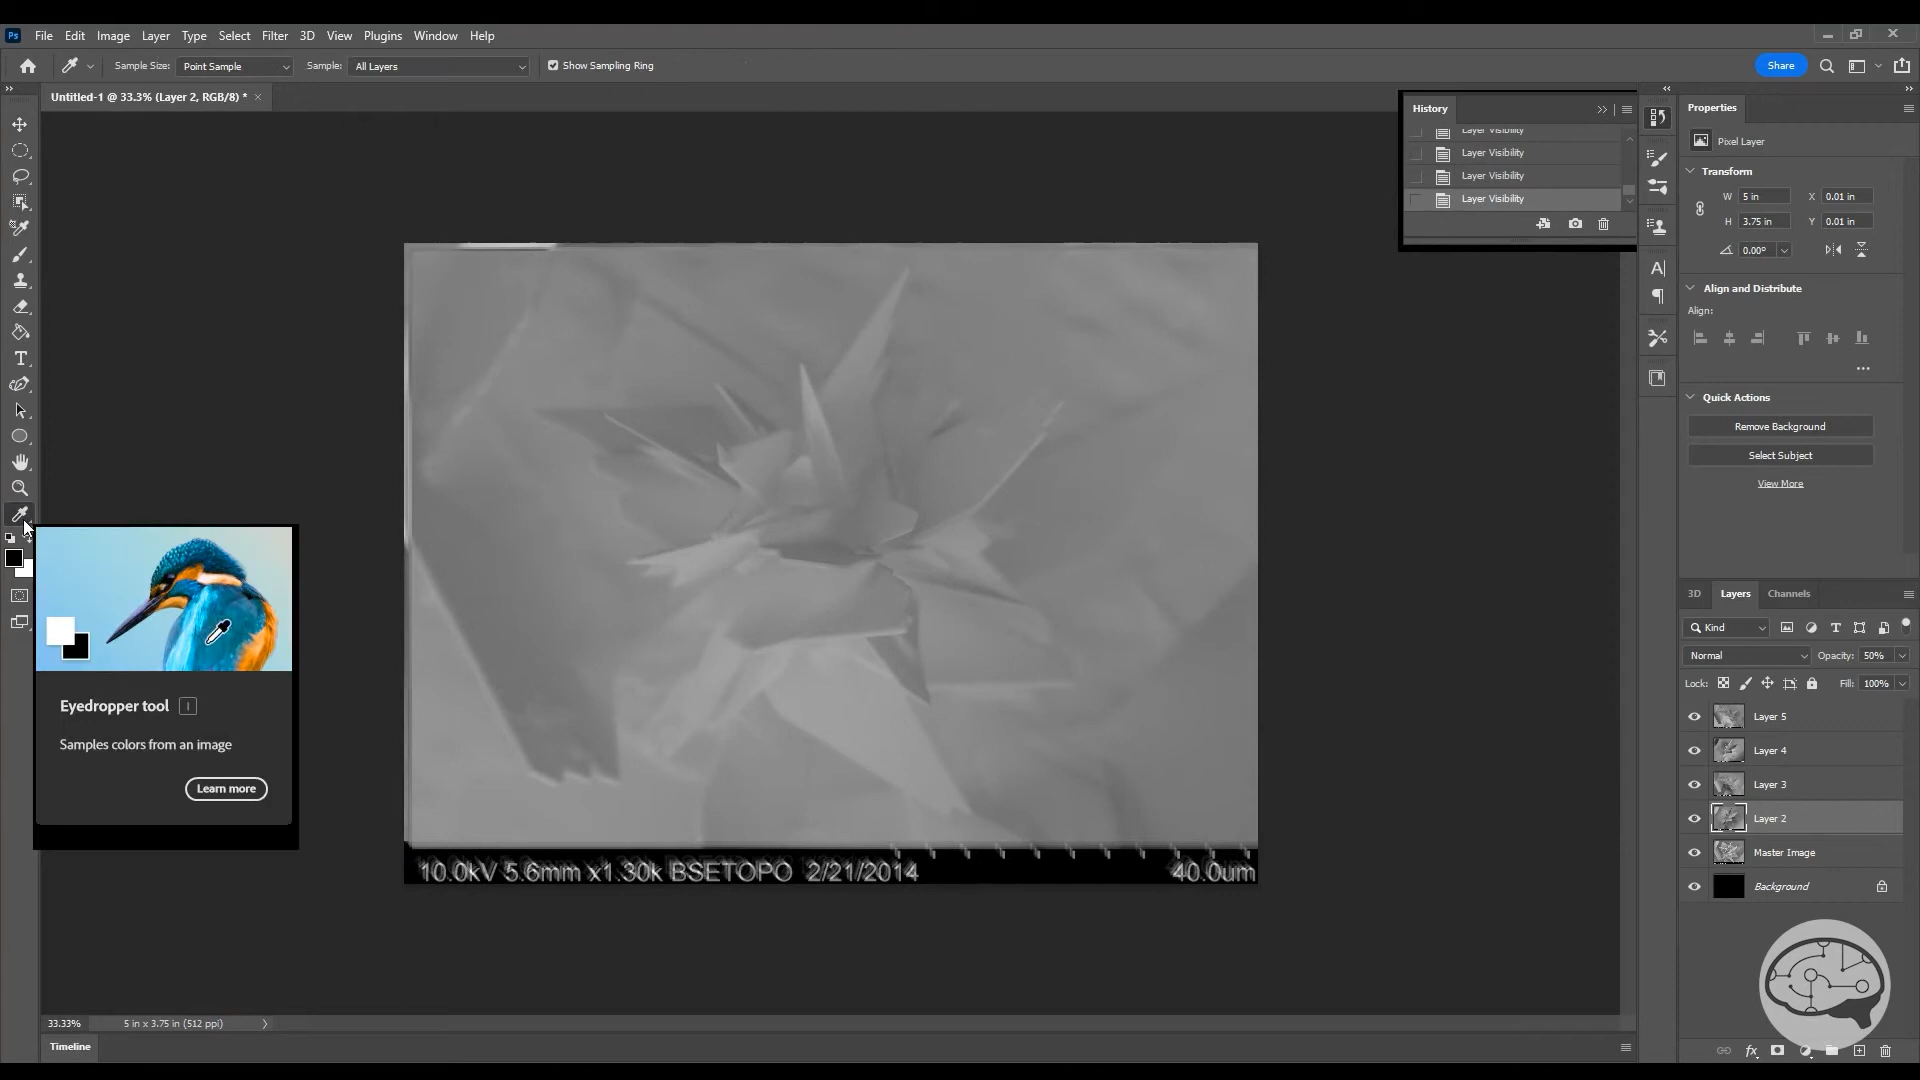 Ps File Edit Image Layer Type Select Filter 3D View Plugins Window Help
Sample Size: Point Sample Sample: All Layers Show Sampling Ring Share
Untitled-1 @ 33.3% (Layer 2, RGB/8) *
History
Layer Visibility
Layer Visibility
Layer Visibility
Layer Visibility
Properties
Pixel Layer
Transform
W 5 in X 0.01 in
H 3.75 in Y 0.01 in
0.00°
Align and Distribute
Align:
Quick Actions
Remove Background
Select Subject
View More
3D Layers Channels
Kind
Normal Opacity: 50%
Lock: Fill: 100%
Layer 5
Layer 4
Layer 3
Layer 2
Master Image
Background
Eyedropper tool I
Samples colors from an image
Learn more
10.0kV 5.6mm x1.30k BSETOPO 2/21/2014 40.0um
33.33% 5 in x 3.75 in (512 ppi)
Timeline